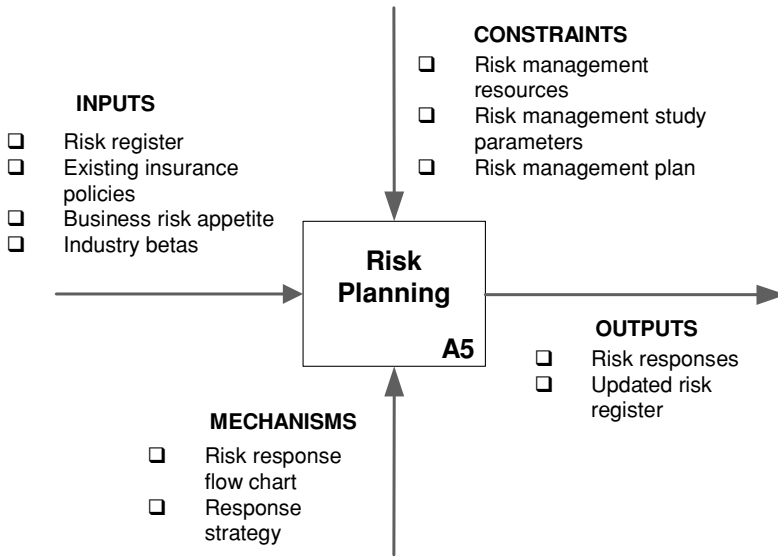 CONSTRAINTS
❑ Risk management
resources
❑ Risk management study
parameters
❑ Risk management plan
INPUTS
❑ Risk register
❑ Existing insurance
policies
❑ Business risk appetite
❑ Industry betas
Risk
Planning
A5
OUTPUTS
❑ Risk responses
❑ Updated risk
register
MECHANISMS
❑ Risk response
flow chart
❑ Response
strategy